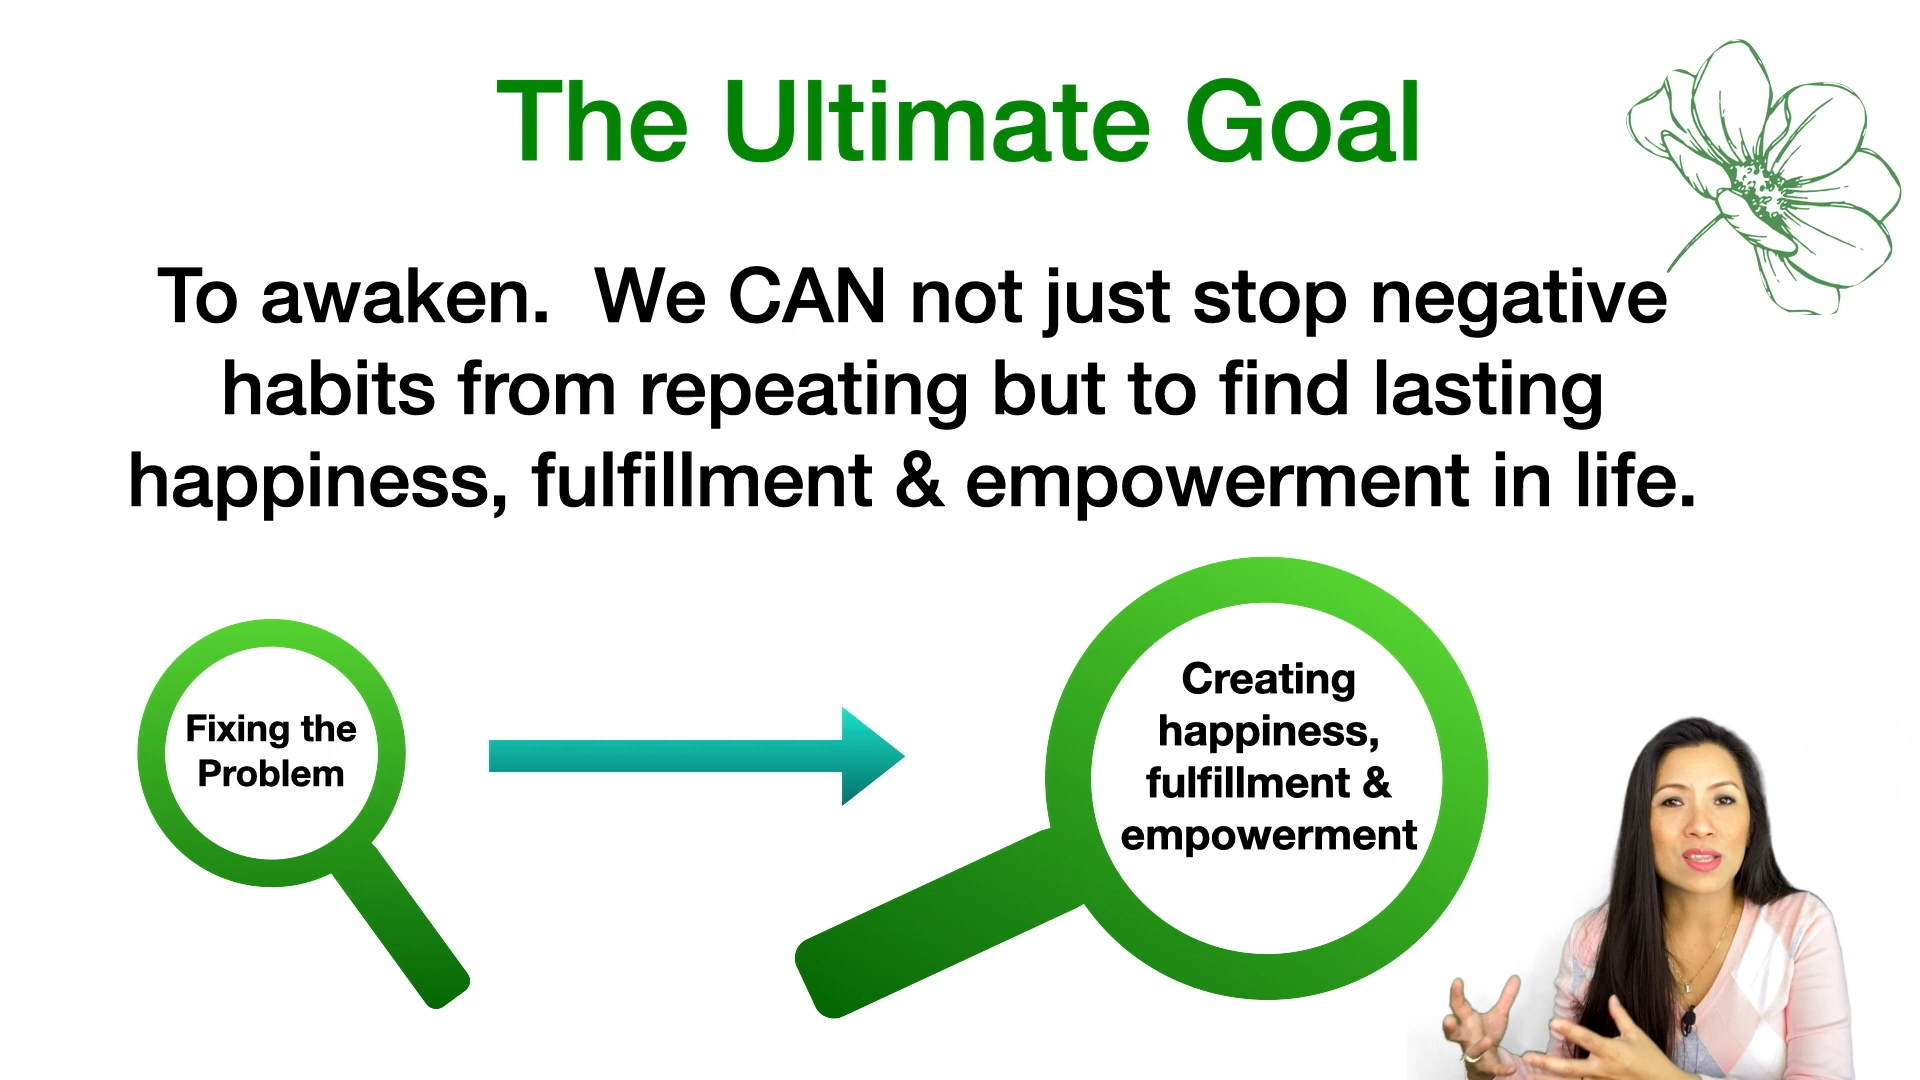 The Ultimate Goal
To awaken.  We CAN not just stop negative
habits from repeating but to find lasting
happiness, fulfillment & empowerment in life.
Fixing the
Problem
Creating
happiness,
fulfillment &
empowerment